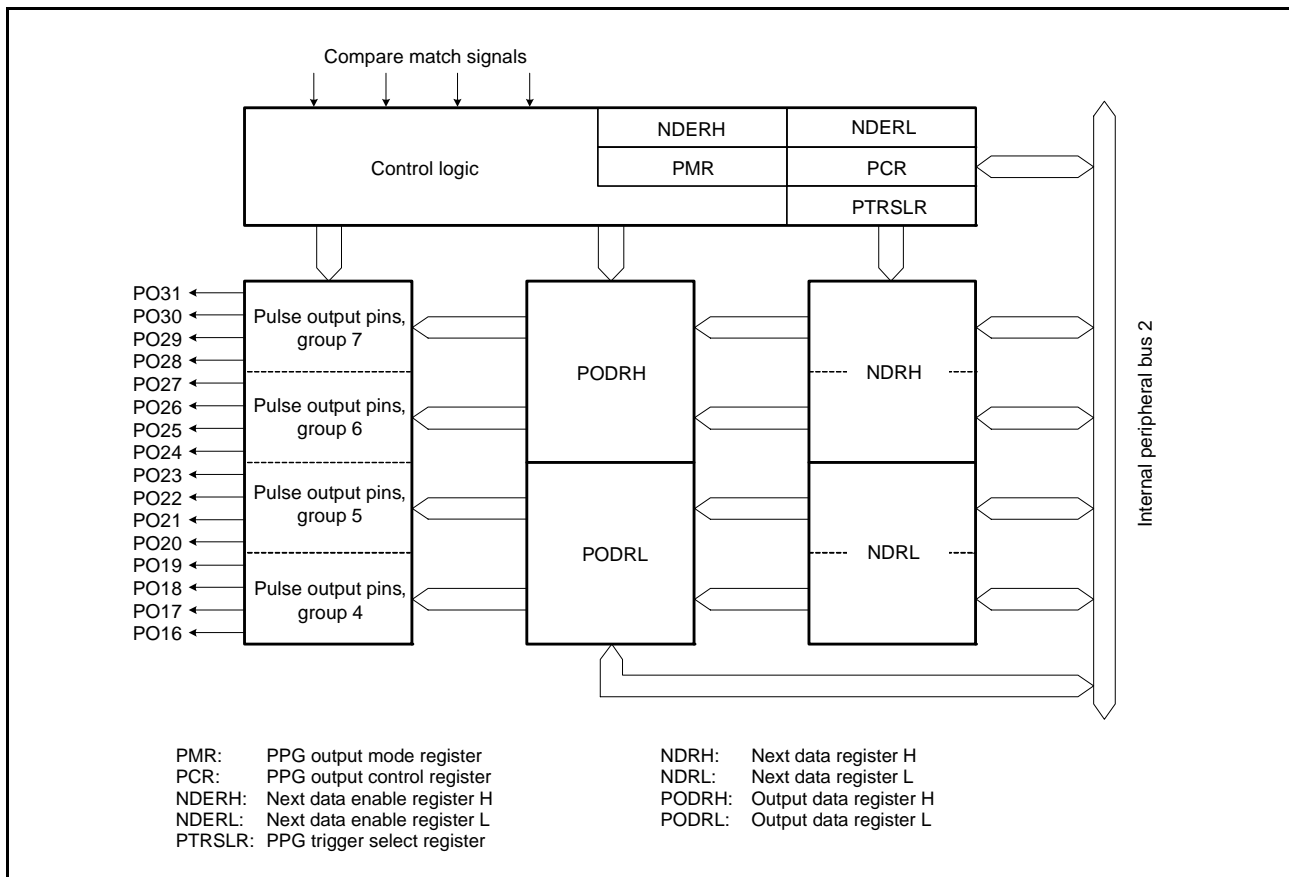 Compare match signals
NDERH
NDERL
Control logic
PMR
PCR
PTRSLR
PO31
PO30
PO29
PO28
PO27
PO26
PO25
PO24
PO23
PO22
PO21
PO20
PO19
PO18
PO17
PO16
Pulse output pins,
group 7
Pulse output pins,
group 6
Pulse output pins,
group 5
Pulse output pins,
group 4
PODRH
PODRL
NDRH
NDRL
Internal peripheral bus 2
PMR: PPG output mode register
PCR: PPG output control register
NDERH: Next data enable register H
NDERL: Next data enable register L
PTRSLR: PPG trigger select register
NDRH: Next data register H
NDRL: Next data register L
PODRH: Output data register H
PODRL: Output data register L